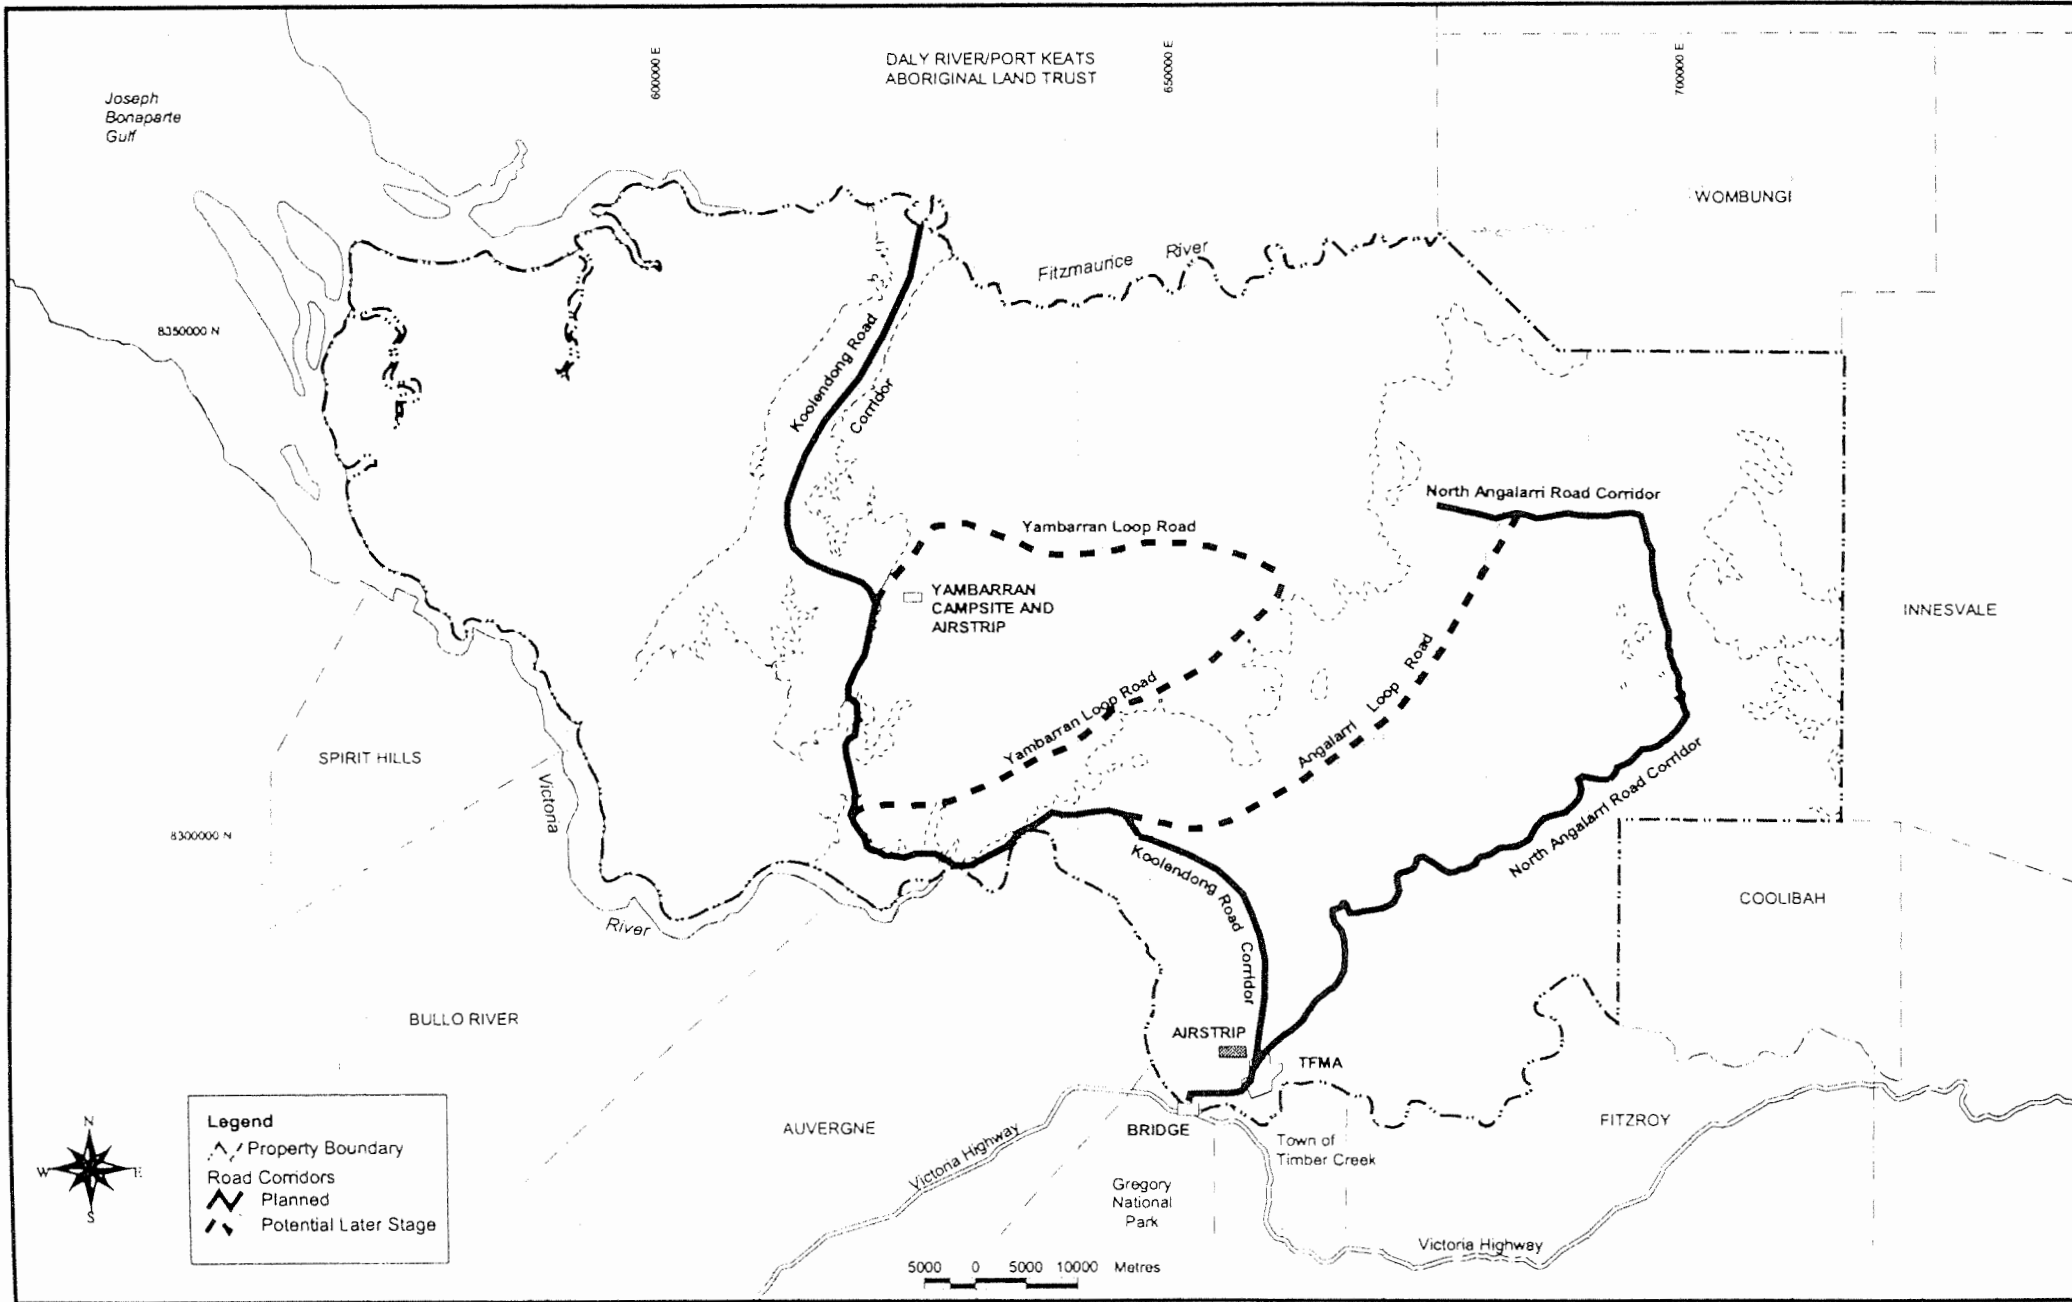 600000 E
DALY RIVER/PORT KEATS
ABORIGINAL LAND TRUST
650000 E
700000 E
Joseph
Bonaparte
Gulf
WOMBUNGI
Fitzmaurice River
8350000 N
Koolendong Road
Corridor
North Angalarri Road Corridor
Yambarran Loop Road
YAMBARRAN
CAMPSITE AND
AIRSTRIP
INNESVALE
Angalarri Loop Road
Yambarran Loop Road
SPIRIT HILLS
Victoria
River
8300000 N
North Angalarri Road Corridor
Koolendong Road Corridor
COOLIBAH
BULLO RIVER
AIRSTRIP
TFMA
AUVERGNE
BRIDGE
FITZROY
Town of
Timber Creek
Victoria Highway
Gregory
National
Park
Victoria Highway
N
W
E
S
Legend
Property Boundary
Road Corridors
Planned
Potential Later Stage
5000 0 5000 10000 Metres